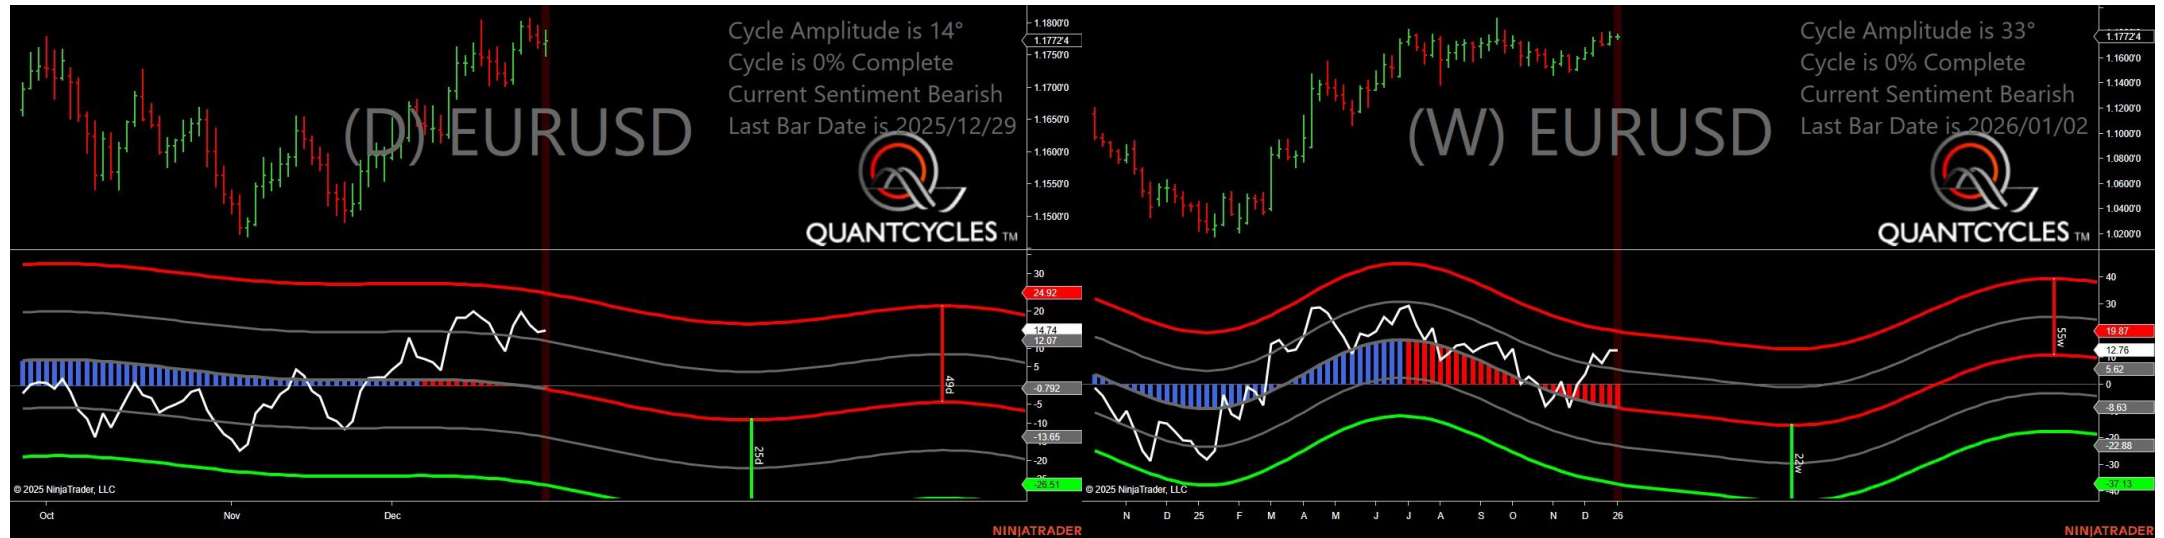 Cycle Amplitude is 14°
Cycle is 0% Complete
Current Sentiment Bearish
Last Bar Date is 2025/12/29
(D) EURUSD
QUANTCYCLES TM
1.1800'0
1.1772'4
1.1750'0
1.1700'0
1.1650'0
1.1600'0
1.1550'0
1.1500'0
30
24.92
20
14.74
12.07
10
5
-0.792
-5
-10
-13.65
-20
-26.51
49d
25d
© 2025 NinjaTrader, LLC
Oct
Nov
Dec
NINJATRADER
Cycle Amplitude is 33°
Cycle is 0% Complete
Current Sentiment Bearish
Last Bar Date is 2026/01/02
(W) EURUSD
QUANTCYCLES TM
1.1772'4
1.1600'0
1.1400'0
1.1200'0
1.1000'0
1.0800'0
1.0600'0
1.0400'0
1.0200'0
40
30
19.87
12.76
5.62
0
-8.63
-22.88
-30
-37.13
55w
22w
© 2025 NinjaTrader, LLC
N D 25 F M A M J J A S O N D 26
NINJATRADER